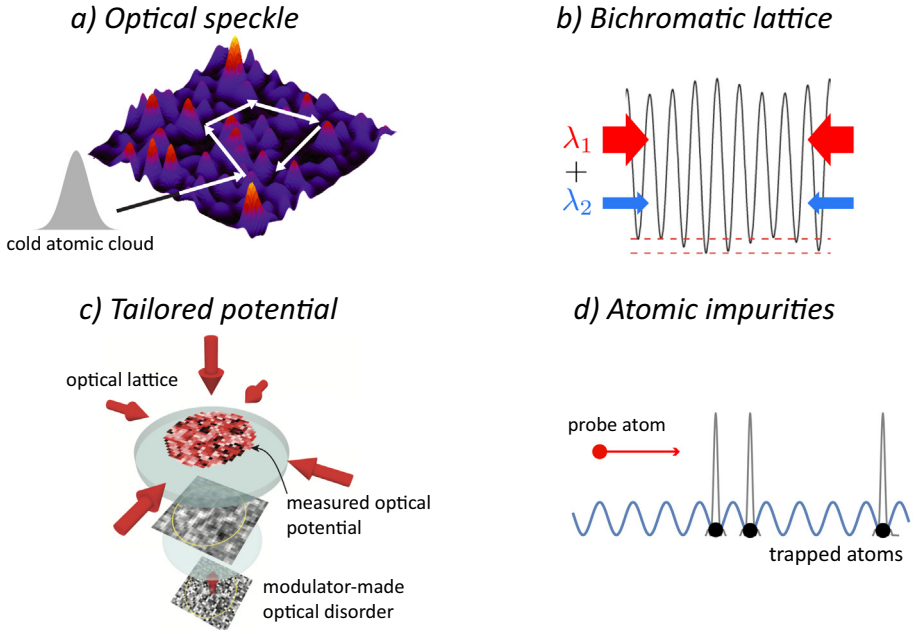 a) Optical speckle
cold atomic cloud
b) Bichromatic lattice
λ₁
+
λ₂
c) Tailored potential
optical lattice
measured optical
potential
modulator-made
optical disorder
d) Atomic impurities
probe atom
trapped atoms